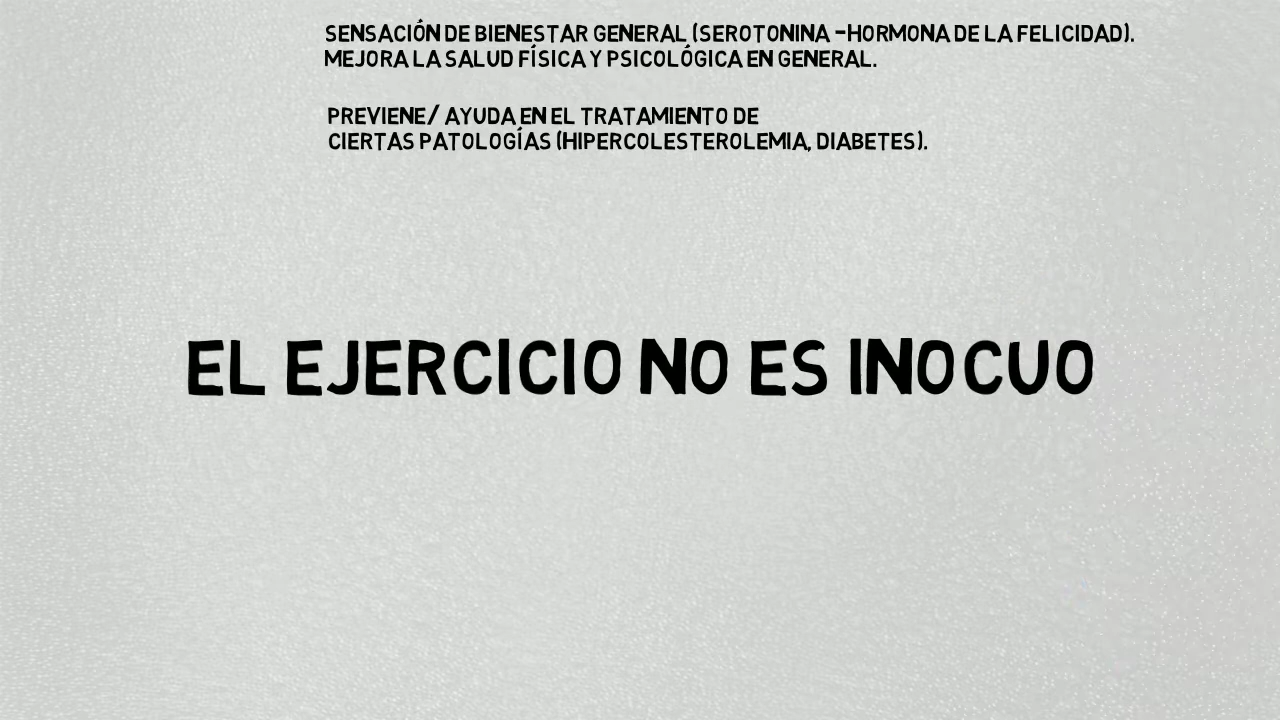 SENSACIÓN DE BIENESTAR GENERAL (SEROTONINA -HORMONA DE LA FELICIDAD).
MEJORA LA SALUD FÍSICA Y PSICOLÓGICA EN GENERAL.
PREVIENE/ AYUDA EN EL TRATAMIENTO DE
CIERTAS PATOLOGÍAS (HIPERCOLESTEROLEMIA, DIABETES).
EL EJERCICIO NO ES INOCUO